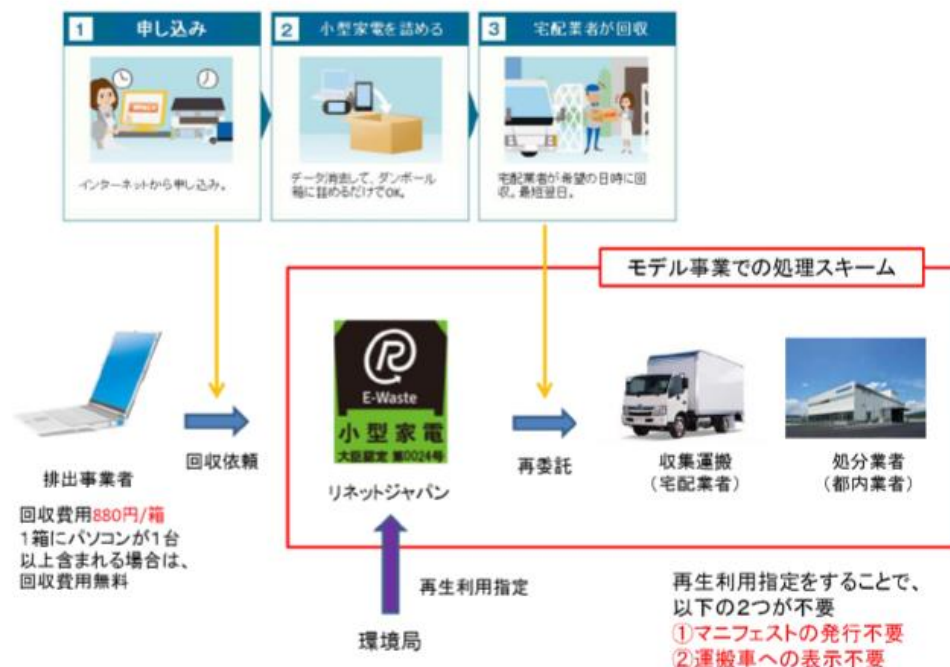 1 申し込み
インターネットから申し込み。
2 小型家電を詰める
データ消去して、ダンボール
箱に詰めるだけでOK。
3 宅配業者が回収
宅配業者が希望の日時に回
収。最短翌日。
モデル事業での処理スキーム
排出事業者
回収費用880円/箱
1箱にパソコンが1台
以上含まれる場合は、
回収費用無料
回収依頼
E-Waste
小型家電
大臣認定 第0024号
リネットジャパン
再委託
収集運搬
(宅配業者)
処分業者
(都内業者)
再生利用指定
環境局
再生利用指定をすることで、
以下の2つが不要
①マニフェストの発行不要
②運搬車への表示不要